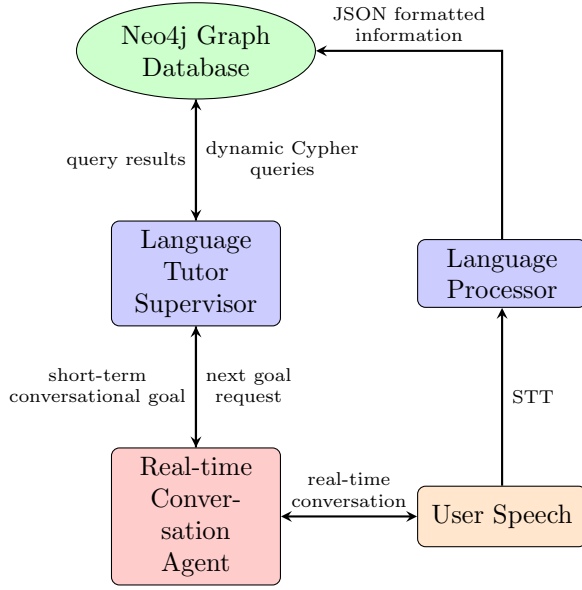 JSON formatted
information
Neo4j Graph
Database
query results
dynamic Cypher
queries
Language
Tutor
Supervisor
Language
Processor
short-term
conversational goal
next goal
request
STT
Real-time
Conver-
sation
Agent
real-time
conversation
User Speech